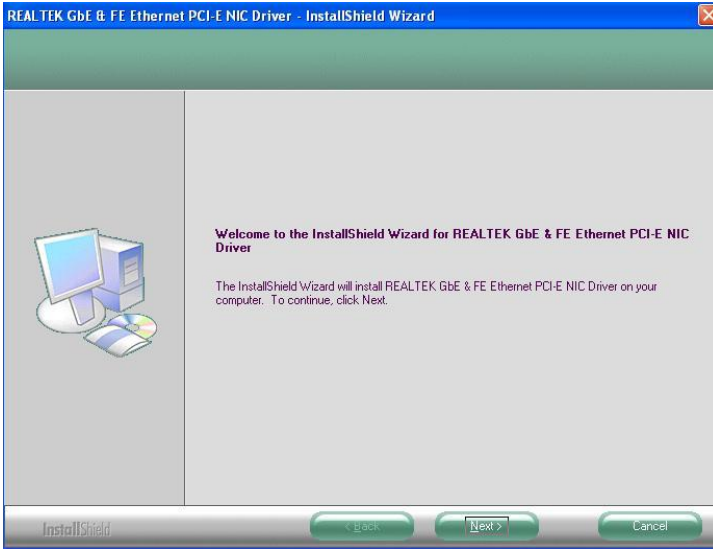 REALTEK GbE & FE Ethernet PCI-E NIC Driver - InstallShield Wizard
Welcome to the InstallShield Wizard for REALTEK GbE & FE Ethernet PCI-E NIC
Driver
The InstallShield Wizard will install REALTEK GbE & FE Ethernet PCI-E NIC Driver on your
computer. To continue, click Next.
InstallShield
< Back
Next >
Cancel